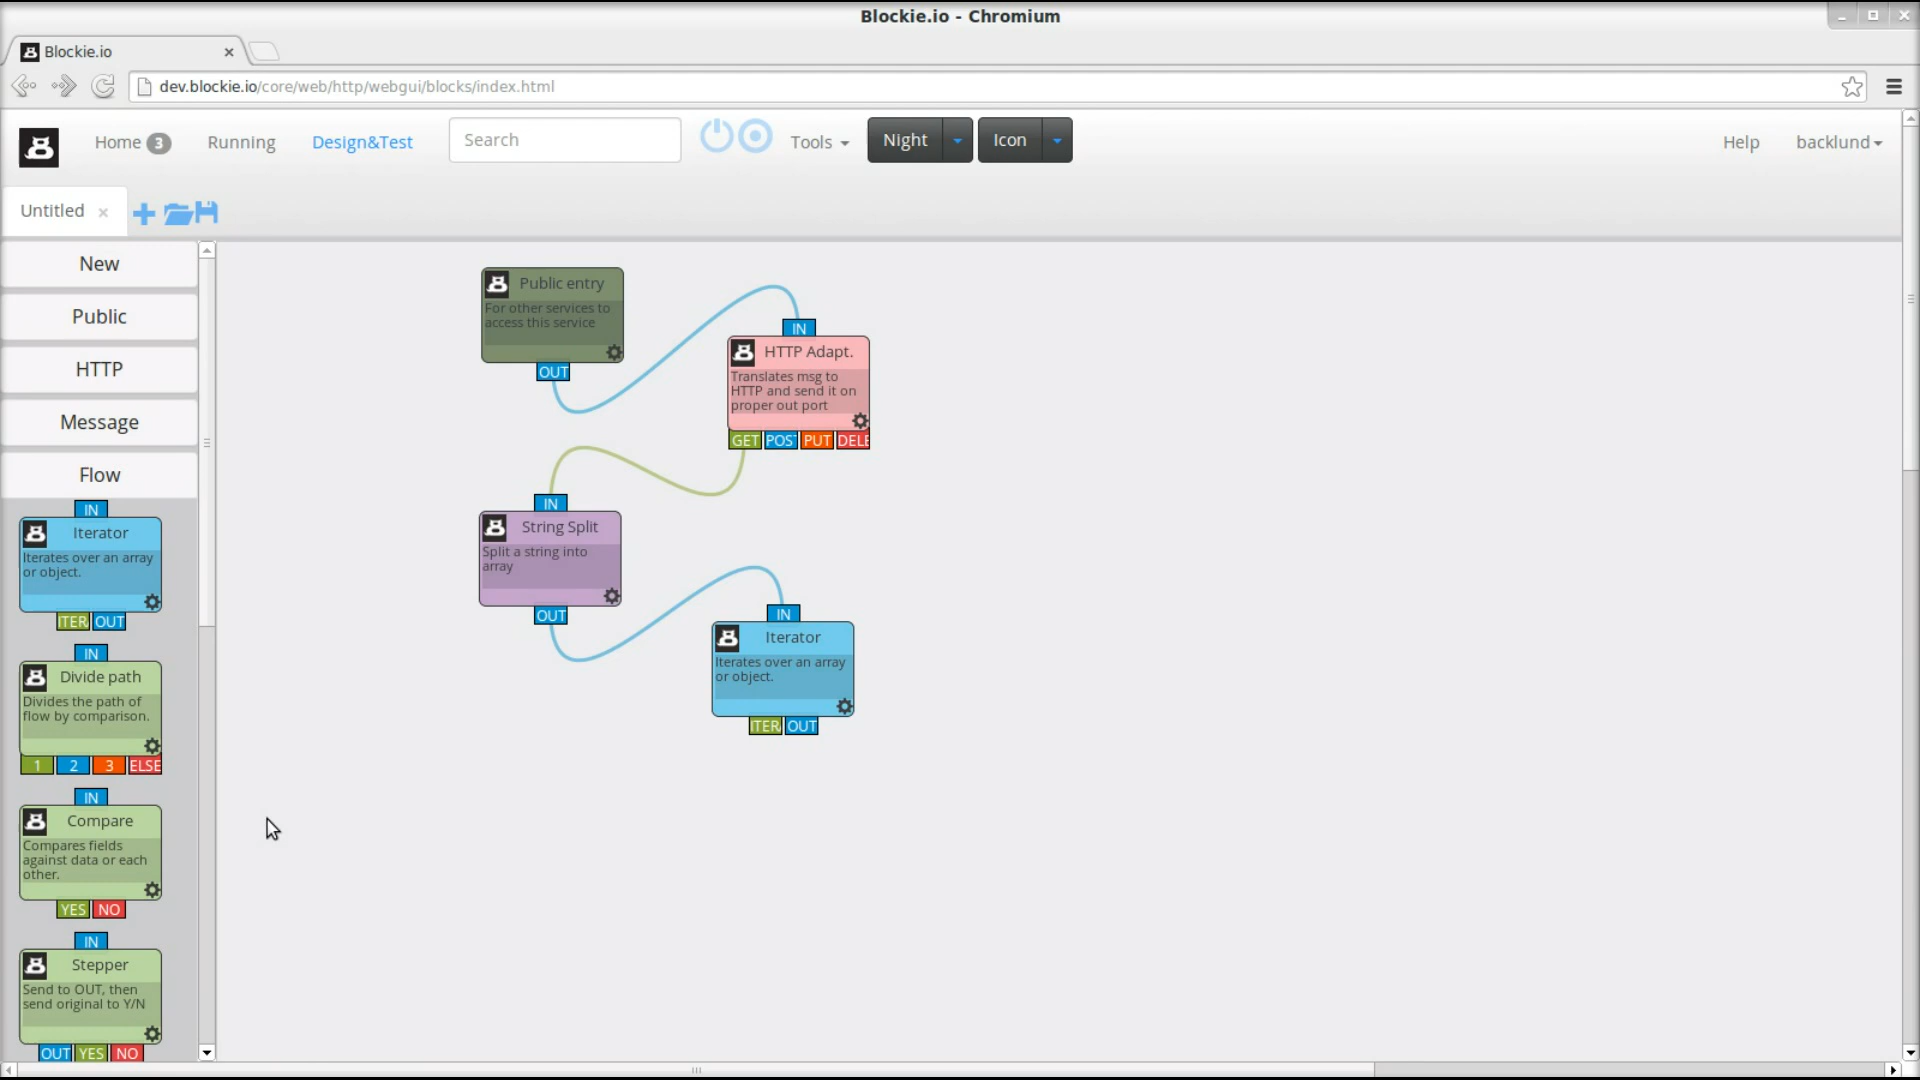 Blockie.io - Chromium
Blockie.io
dev.blockie.io/core/web/http/webgui/blocks/index.html
Home 3 Running Design&Test Search Tools Night Icon Help backlund
Untitled
New
Public
HTTP
Message
Flow
IN
Iterator
Iterates over an array
or object.
ITER OUT
IN
Divide path
Divides the path of
flow by comparison.
1 2 3 ELSE
IN
Compare
Compares fields
against data or each
other.
YES NO
IN
Stepper
Send to OUT, then
send original to Y/N
OUT YES NO
Public entry
For other services to
access this service
OUT
IN
HTTP Adapt.
Translates msg to
HTTP and send it on
proper out port
GET POST PUT DELE
IN
String Split
Split a string into
array
OUT
IN
Iterator
Iterates over an array
or object.
ITER OUT